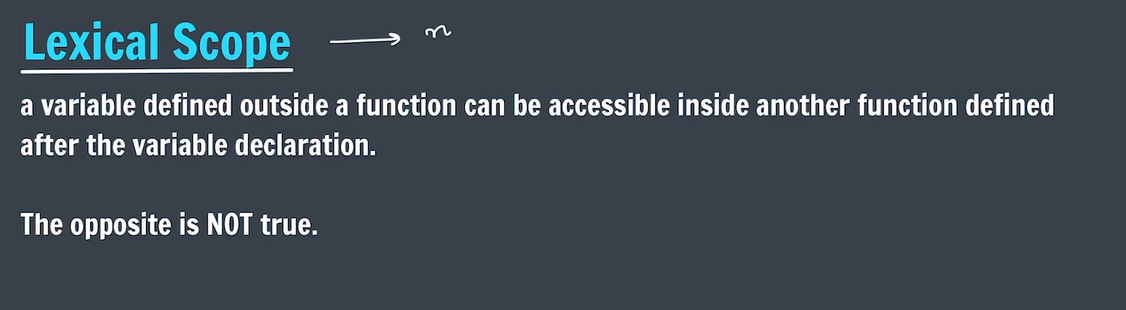 Lexical Scope → n
a variable defined outside a function can be accessible inside another function defined
after the variable declaration.
The opposite is NOT true.